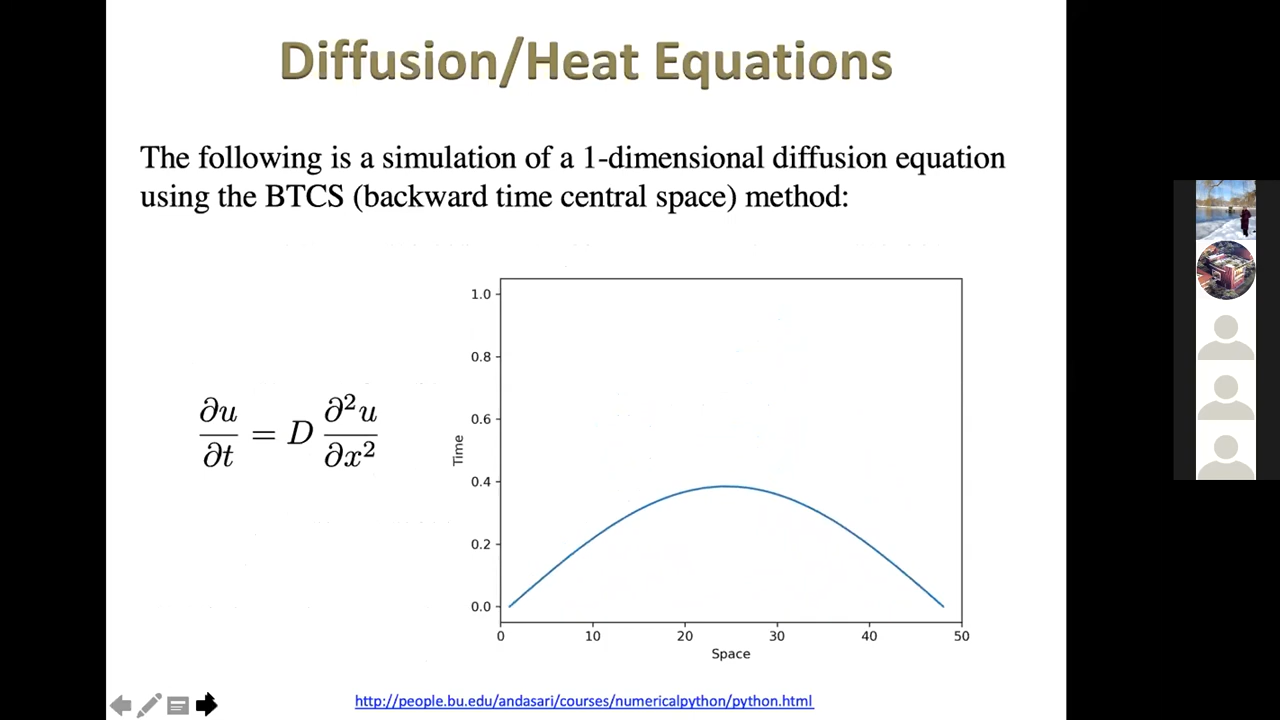 Diffusion/Heat Equations
The following is a simulation of a 1-dimensional diffusion equation
using the BTCS (backward time central space) method:
∂u/∂t = D ∂²u/∂x²
1.0
0.8
0.6
0.4
0.2
0.0
Time
0 10 20 30 40 50
Space
http://people.bu.edu/andasari/courses/numericalpython/python.html